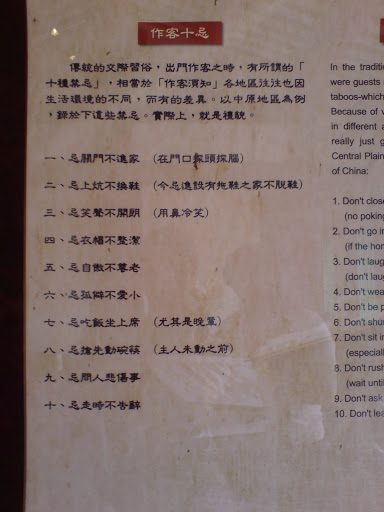 作客十忌
傳統的交際習俗，出門作客之時，有所謂的「
十種禁忌」，相當於「作客須知」各地區往往也因
生活環境的不同，而有的差異。以中原地區為例
，錄於下這些禁忌。實際上，就是禮貌。
一、忌關門不進家 （在門口探頭探腦）
二、忌上炕不換鞋 （今忌進設有拖鞋之家不脫鞋）
三、忌笑聲不開朗 （用鼻冷笑）
四、忌衣帽不整潔
五、忌自傲不尊老
六、忌孤僻不愛小
七、忌吃飯坐上席 （尤其是晚輩）
八、忌搶先動碗筷 （主人未動之前）
九、忌問人悲傷事
十、忌走時不告辭
In the traditi
were guests a
taboos-which
Because of v
in different a
really just g
Central Plain
of China:
1. Don't close
(no poking
2. Don't go in
(if the hor
3. Don't laug
(don't laug
4. Don't wea
5. Don't be p
6. Don't shu
7. Don't sit i
(especiall
8. Don't rush
(wait until
9. Don't ask
10. Don't lea